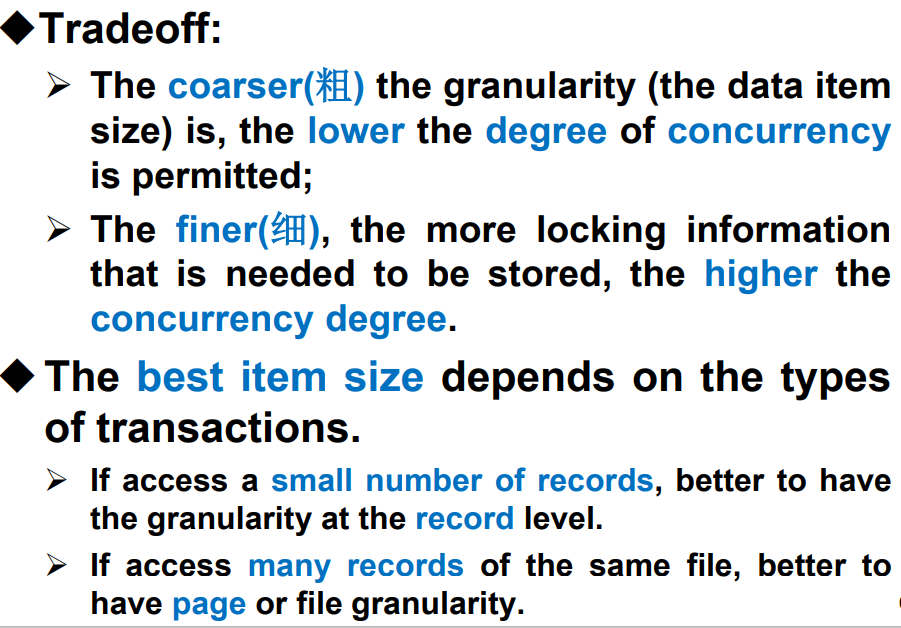 ◆Tradeoff:
➢ The coarser(粗) the granularity (the data item
size) is, the lower the degree of concurrency
is permitted;
➢ The finer(细), the more locking information
that is needed to be stored, the higher the
concurrency degree.
◆The best item size depends on the types
of transactions.
➢ If access a small number of records, better to have
the granularity at the record level.
➢ If access many records of the same file, better to
have page or file granularity.